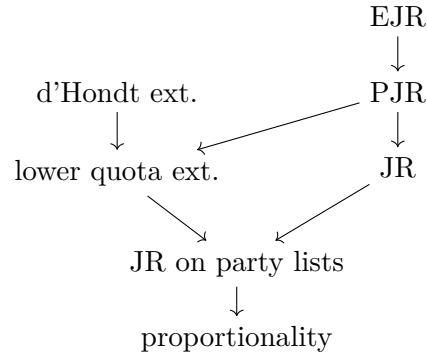 EJR
d'Hondt ext.
PJR
lower quota ext.
JR
JR on party lists
proportionality